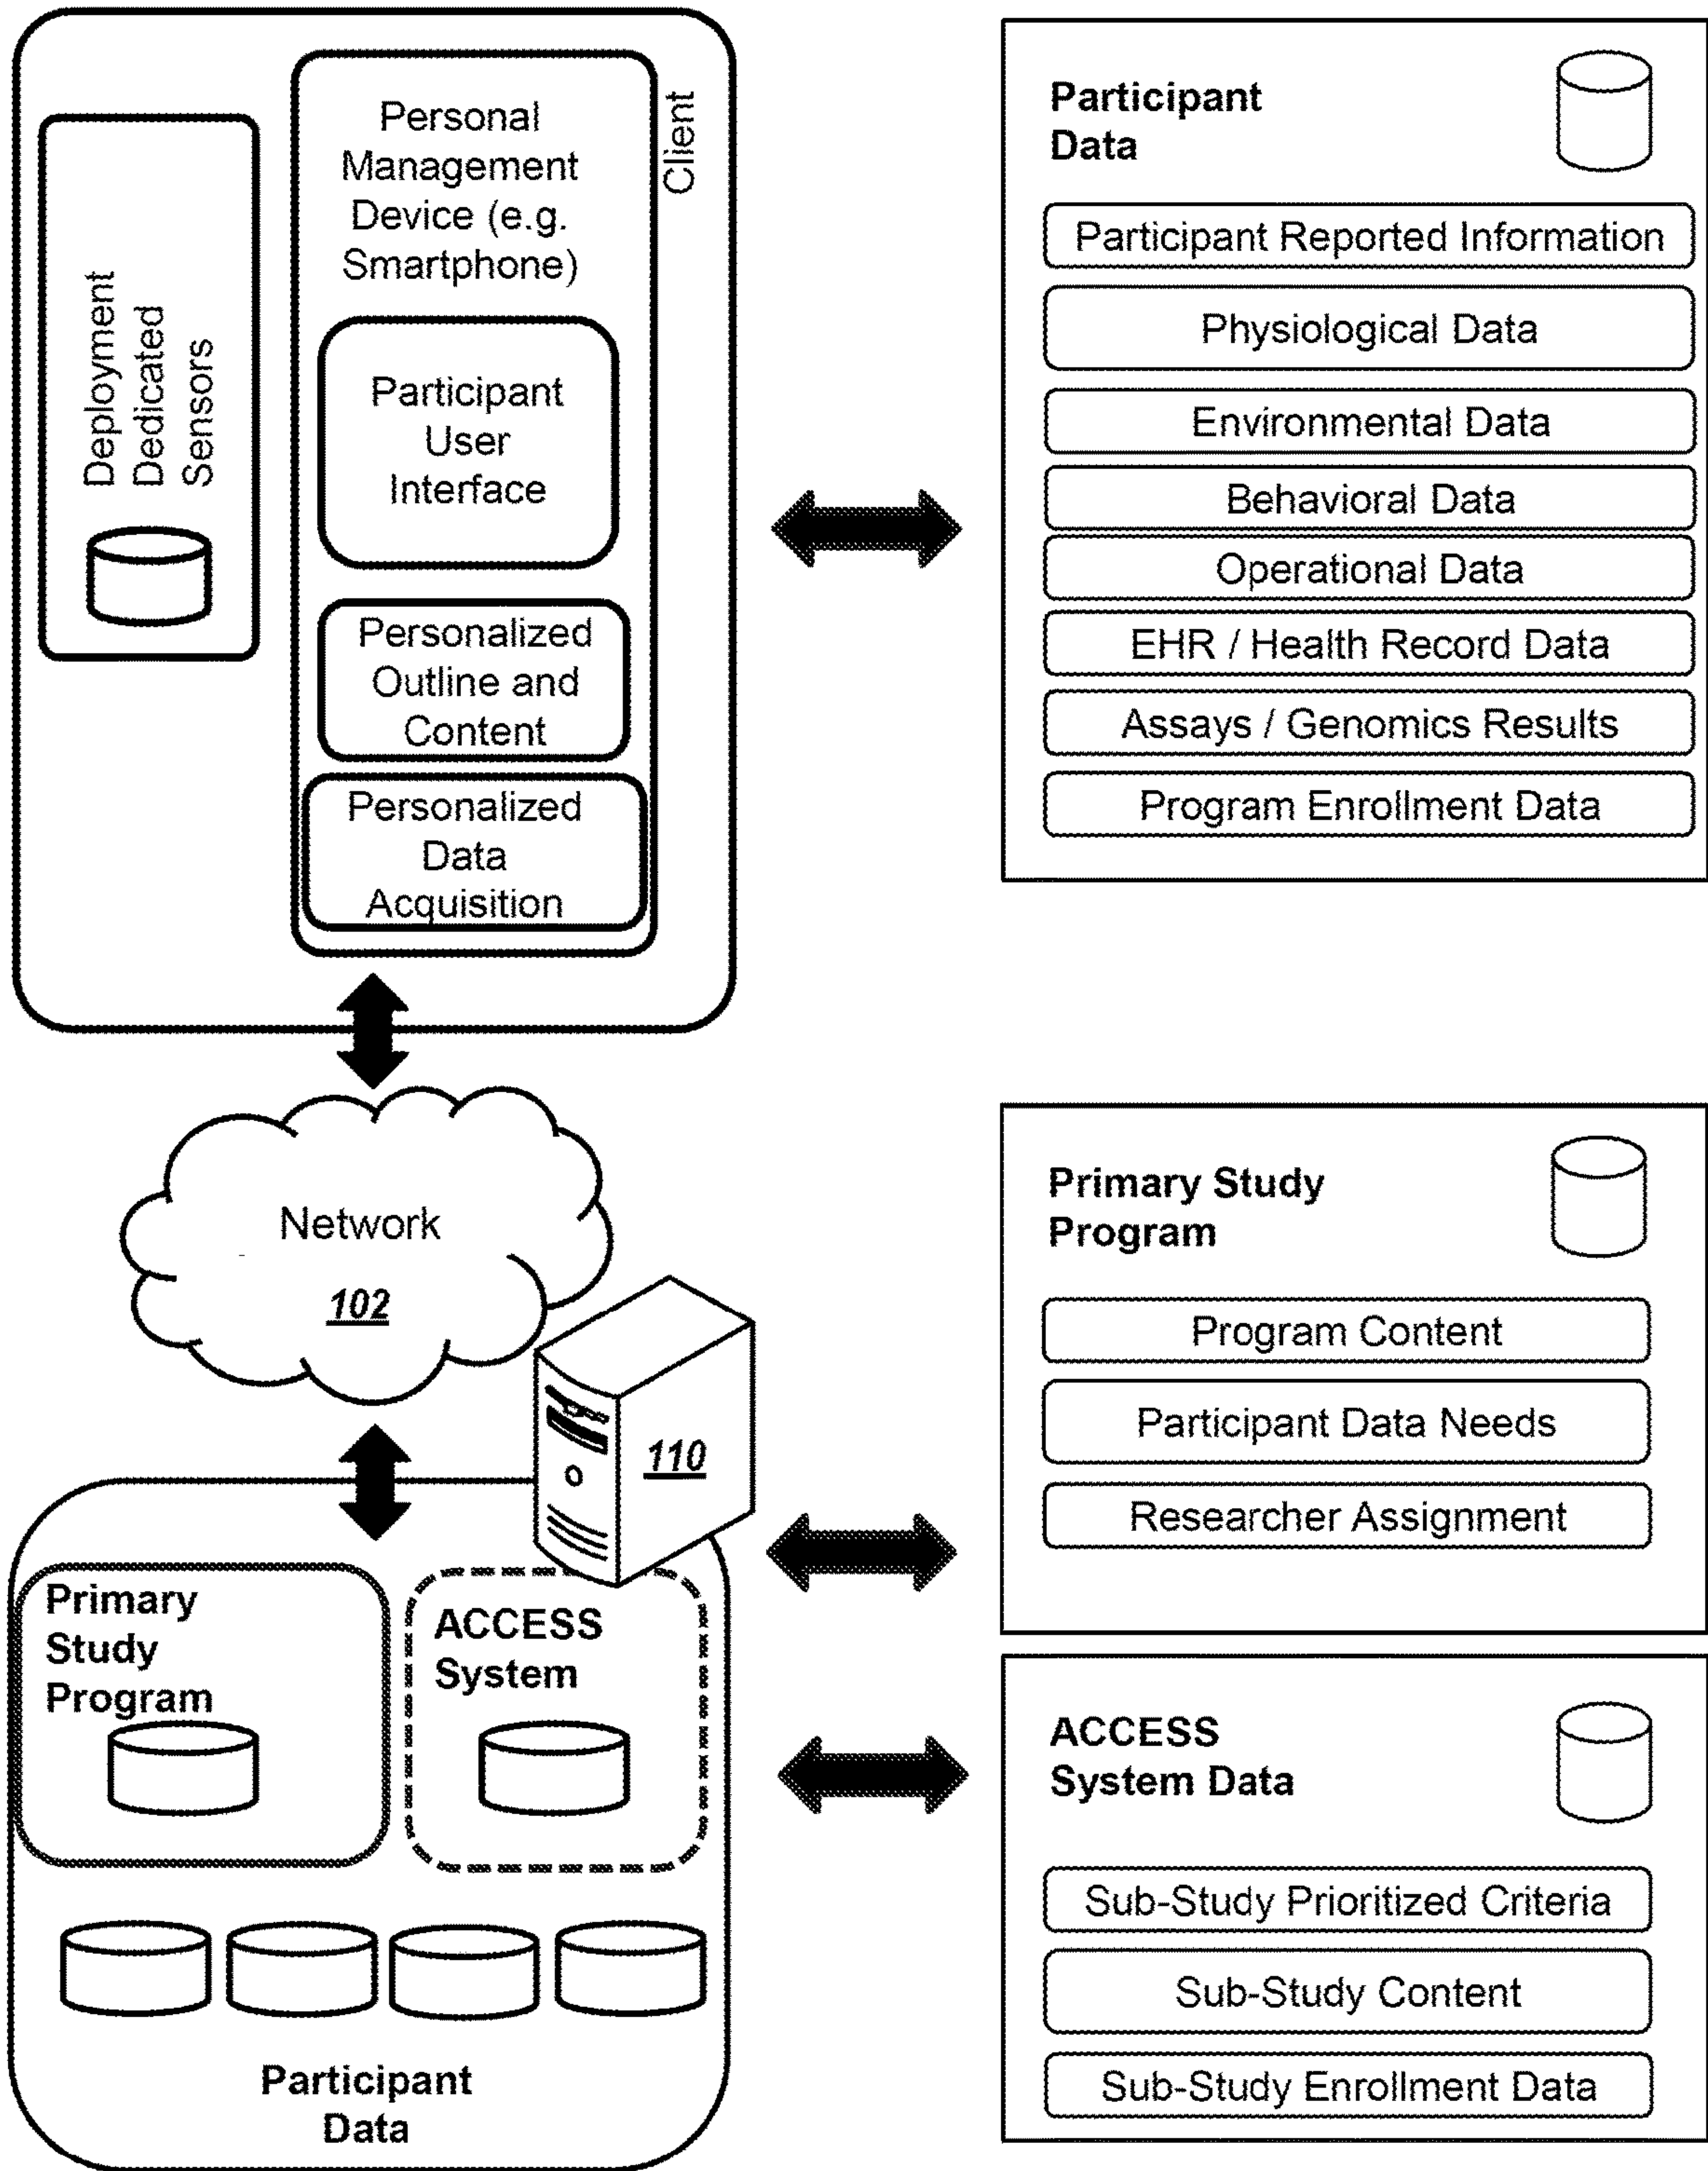 Deployment
Dedicated
Sensors
Personal
Management
Device (e.g.
Smartphone)
Client
Participant
User
Interface
Personalized
Outline and
Content
Personalized
Data
Acquisition
Participant
Data
Participant Reported Information
Physiological Data
Environmental Data
Behavioral Data
Operational Data
EHR / Health Record Data
Assays / Genomics Results
Program Enrollment Data
Network
102
110
Primary
Study
Program
ACCESS
System
Participant
Data
Primary Study
Program
Program Content
Participant Data Needs
Researcher Assignment
ACCESS
System Data
Sub-Study Prioritized Criteria
Sub-Study Content
Sub-Study Enrollment Data